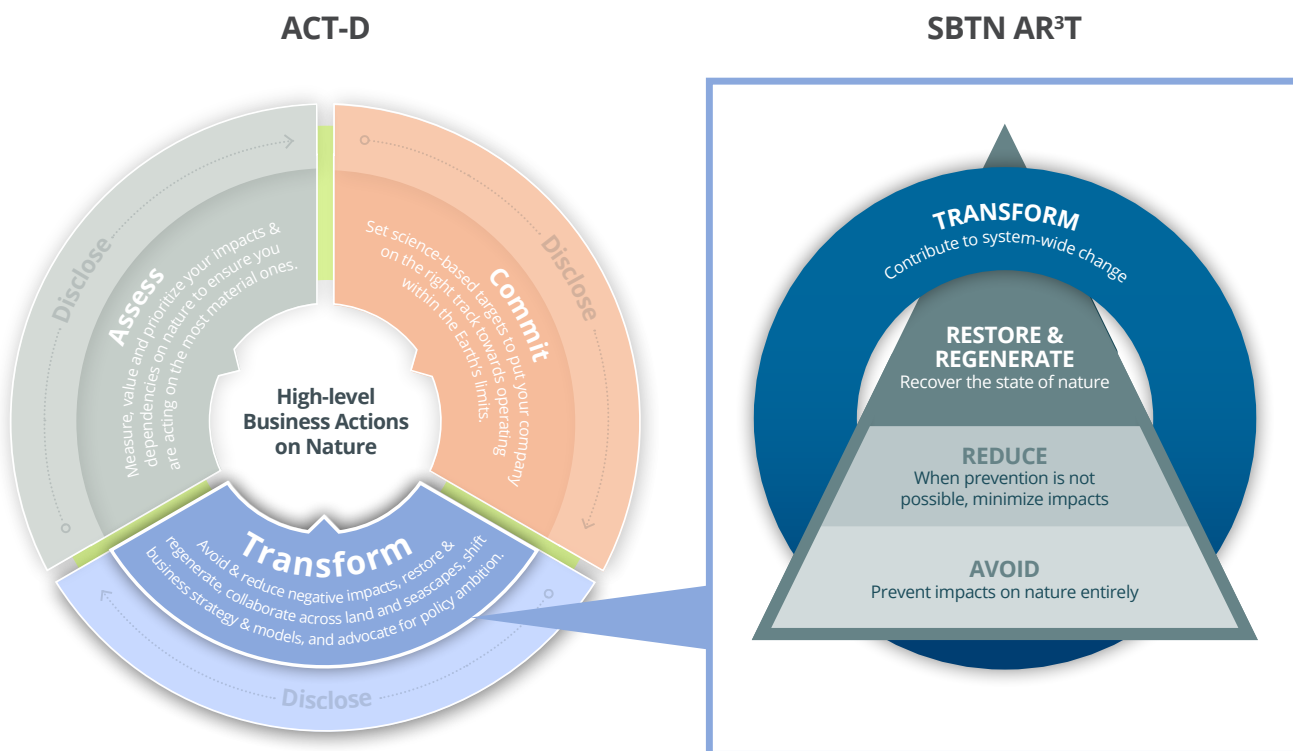 ACT-D
SBTN AR³T
Disclose
Assess
Measure, value and prioritize your impacts &
dependencies on nature to ensure you
are acting on the most material ones.
Disclose
Commit
Set science-based targets to put your company
on the right track towards operating
within the Earth's limits.
High-level
Business Actions
on Nature
Transform
Avoid & reduce negative impacts, restore &
regenerate, collaborate across land and seascapes, shift
business strategy & models, and advocate for policy ambition.
Disclose
TRANSFORM
Contribute to system-wide change
RESTORE &
REGENERATE
Recover the state of nature
REDUCE
When prevention is not
possible, minimize impacts
AVOID
Prevent impacts on nature entirely